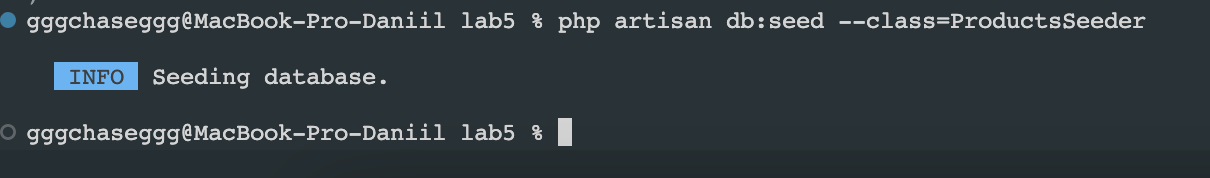 gggchaseggg@MacBook-Pro-Daniil lab5 % php artisan db:seed --class=ProductsSeeder
INFO Seeding database.
gggchaseggg@MacBook-Pro-Daniil lab5 %